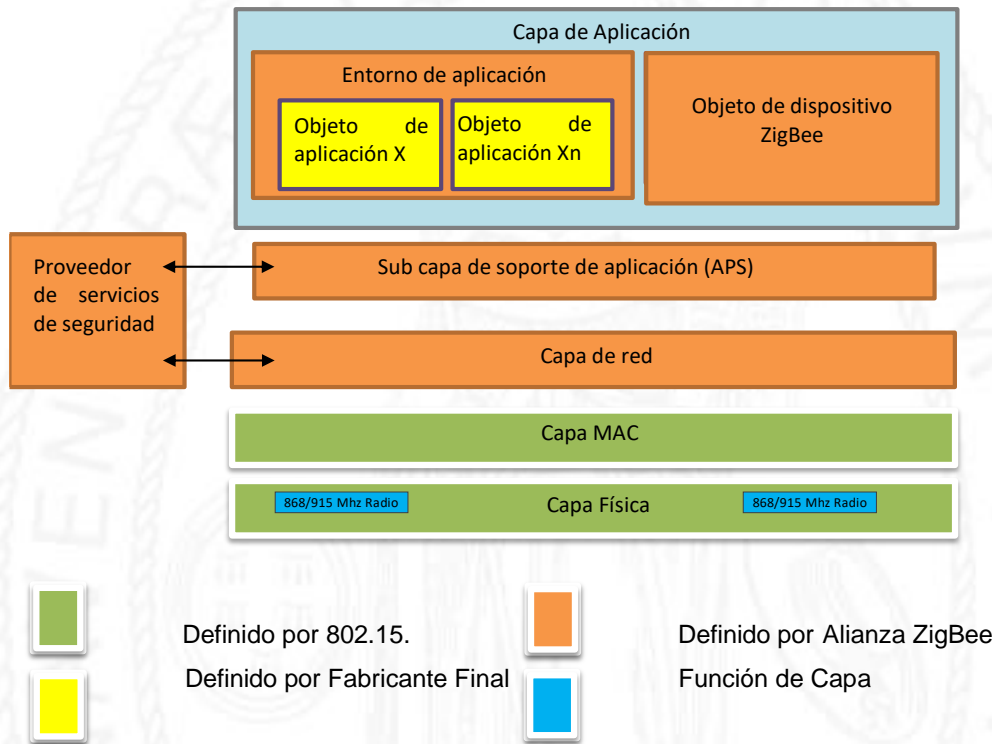 Capa de Aplicación
Entorno de aplicación
Objeto de
aplicación X
Objeto de
aplicación Xn
Objeto de dispositivo
ZigBee
Proveedor
de servicios
de seguridad
Sub capa de soporte de aplicación (APS)
Capa de red
Capa MAC
868/915 Mhz Radio
Capa Física
868/915 Mhz Radio
Definido por 802.15.
Definido por Alianza ZigBee
Definido por Fabricante Final
Función de Capa